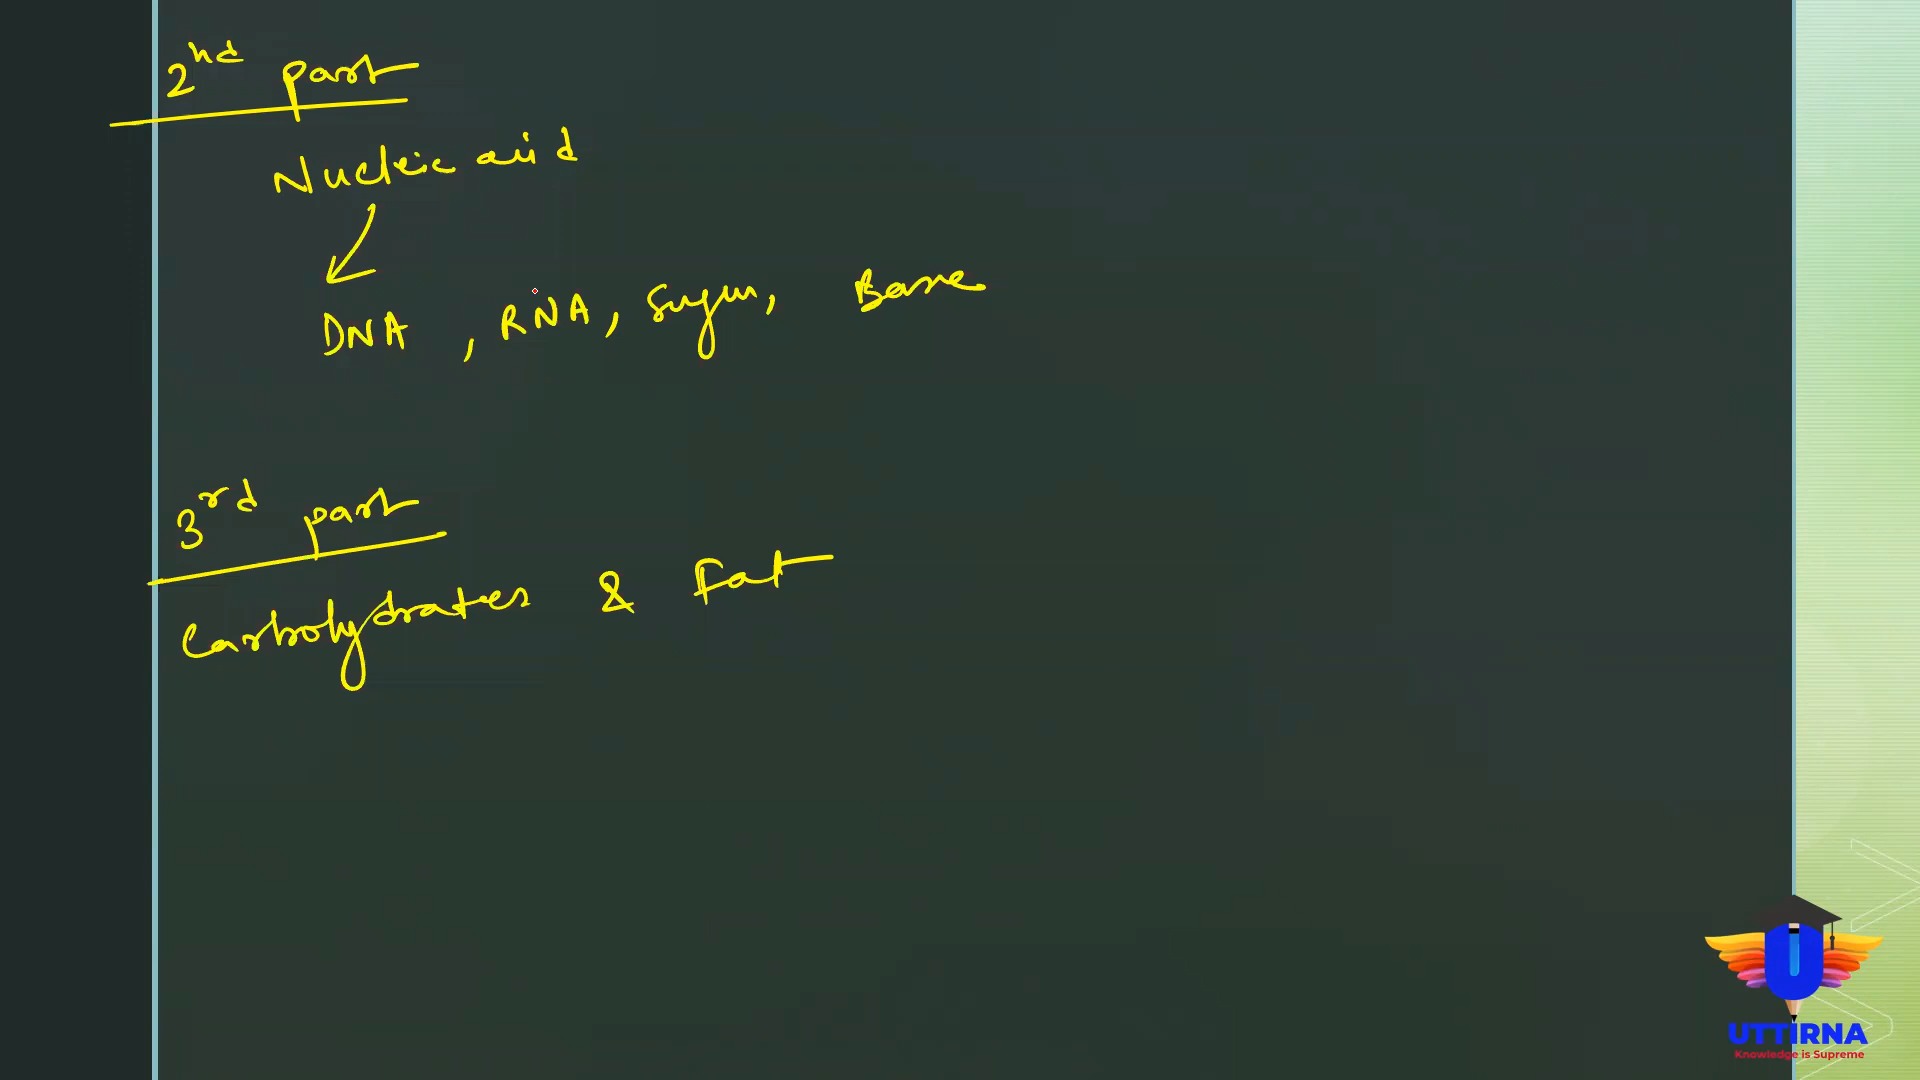 2nd part
Nucleic acid
DNA, RNA, Sugar, Base
3rd part
Carbohydrates & Fat
UTTIRNA
Knowledge is Supreme